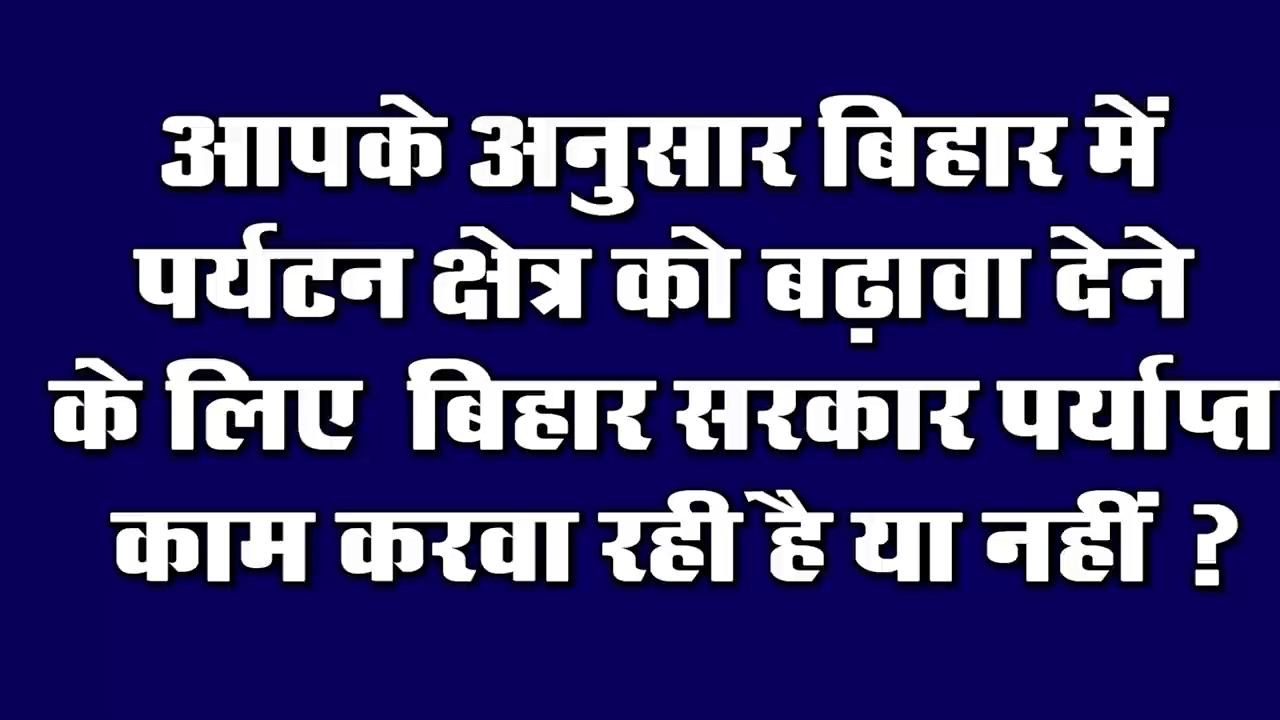 आपके अनुसार बिहार में
पर्यटन क्षेत्र को बढ़ावा देने
के लिए बिहार सरकार पर्याप्त
काम करवा रही है या नहीं ?